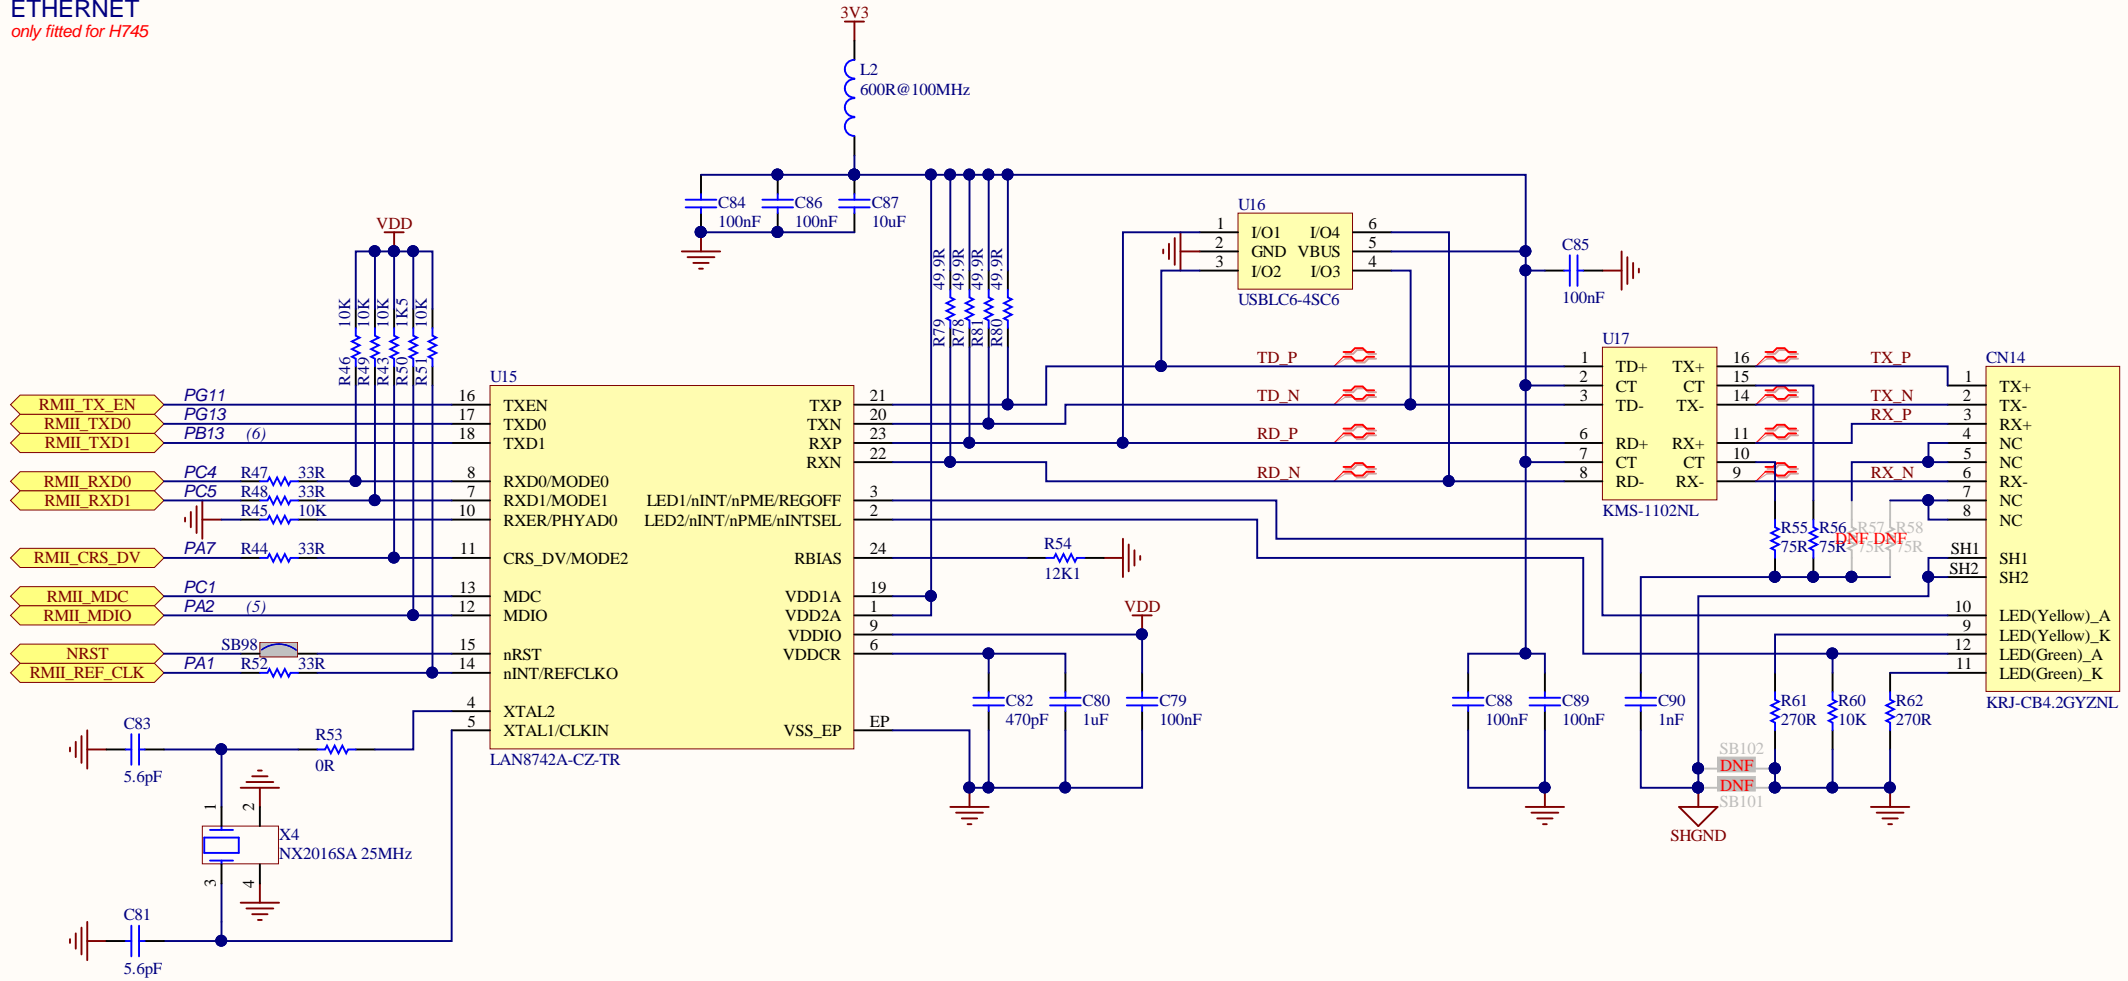 ETHERNET
only fitted for H745
3V3
L2
600R@100MHz
C84
100nF
C86
100nF
C87
10uF
VDD
10K
10K
10K
1K5
10K
R46
R49
R43
R50
R51
49.9R
49.9R
49.9R
49.9R
R79
R78
R81
R80
U16
1 I/O1 I/O4 6
2 GND VBUS 5
3 I/O2 I/O3 4
USBLC6-4SC6
C85
100nF
RMII_TX_EN PG11
RMII_TXD0 PG13
RMII_TXD1 PB13 (6)
RMII_RXD0 PC4 R47 33R
RMII_RXD1 PC5 R48 33R
R45 10K
RMII_CRS_DV PA7 R44 33R
RMII_MDC PC1
RMII_MDIO PA2 (5)
NRST SB98
RMII_REF_CLK PA1 R52 33R
U15
16 TXEN TXP 21
17 TXD0 TXN 20
18 TXD1 RXP 23
RXN 22
8 RXD0/MODE0
7 RXD1/MODE1 LED1/nINT/nPME/REGOFF 3
10 RXER/PHYAD0 LED2/nINT/nPME/nINTSEL 2
11 CRS_DV/MODE2 RBIAS 24
13 MDC VDD1A 19
12 MDIO VDD2A 1
VDDIO 9
15 nRST VDDCR 6
14 nINT/REFCLKO
4 XTAL2
5 XTAL1/CLKIN VSS_EP EP
LAN8742A-CZ-TR
R54
12K1
VDD
C82
470pF
C80
1uF
C79
100nF
C83
5.6pF
R53
0R
1
2
X4
NX2016SA 25MHz
3
4
C81
5.6pF
TD_P
TD_N
RD_P
RD_N
U17
1 TD+ TX+ 16
2 CT CT 15
3 TD- TX- 14
6 RD+ RX+ 11
7 CT CT 10
8 RD- RX- 9
KMS-1102NL
TX_P
TX_N
RX_P
RX_N
CN14
1 TX+
2 TX-
3 RX+
4 NC
5 NC
6 RX-
7 NC
8 NC
SH1 SH1
SH2 SH2
10 LED(Yellow)_A
9 LED(Yellow)_K
12 LED(Green)_A
11 LED(Green)_K
KRJ-CB4.2GYZNL
R55
75R
R56
75R
R57
DNF
75R
R58
DNF
75R
C88
100nF
C89
100nF
C90
1nF
R61
270R
R60
10K
R62
270R
SB102
DNF
DNF
SB101
SHGND